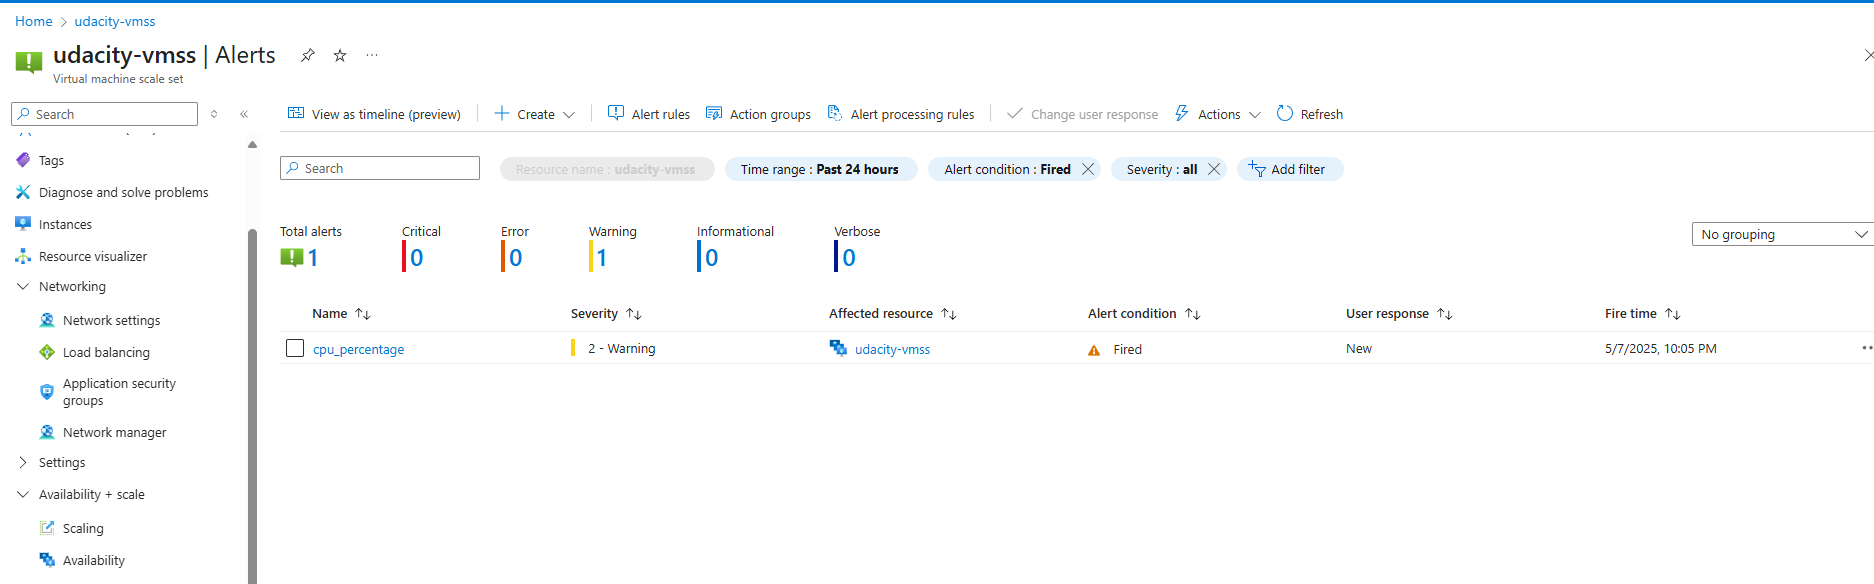 Home > udacity-vmss
udacity-vmss | Alerts ...
Virtual machine scale set
Search
View as timeline (preview)
Create
Alert rules
Action groups
Alert processing rules
Change user response
Actions
Refresh
Tags
Diagnose and solve problems
Instances
Resource visualizer
Networking
Network settings
Load balancing
Application security
groups
Network manager
Settings
Availability + scale
Scaling
Availability
Search
Resource name : udacity-vmss
Time range : Past 24 hours
Alert condition : Fired
Severity : all
Add filter
Total alerts
1
Critical
0
Error
0
Warning
1
Informational
0
Verbose
0
No grouping
Name Severity Affected resource Alert condition User response Fire time
cpu_percentage 2 - Warning udacity-vmss Fired New 5/7/2025, 10:05 PM